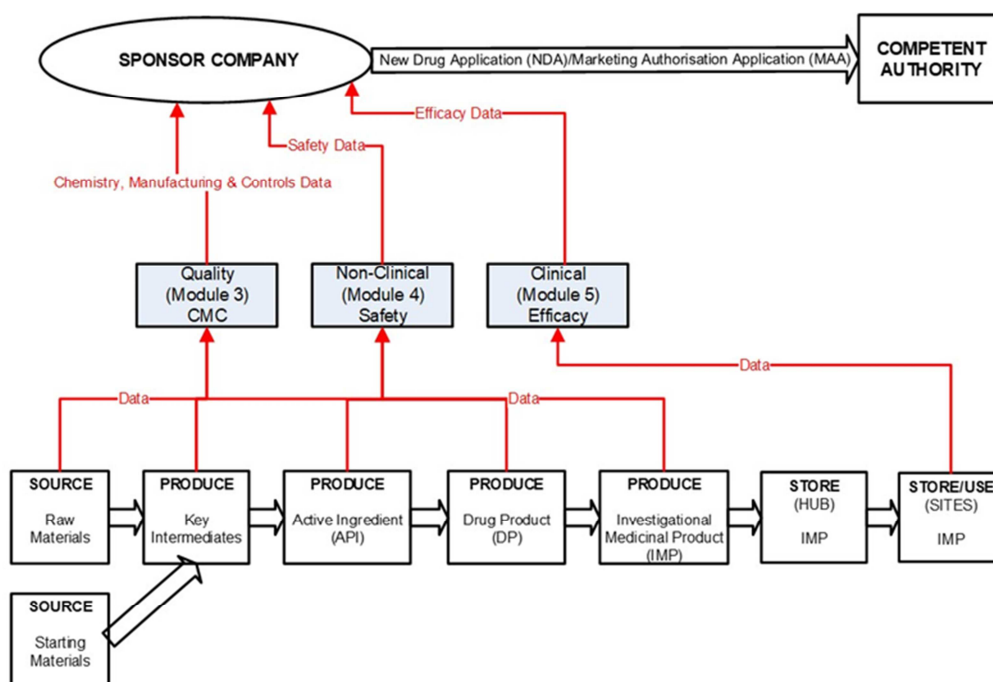 SPONSOR COMPANY
New Drug Application (NDA)/Marketing Authorisation Application (MAA)
COMPETENT
AUTHORITY
Efficacy Data
Safety Data
Chemistry, Manufacturing & Controls Data
Quality
(Module 3)
CMC
Non-Clinical
(Module 4)
Safety
Clinical
(Module 5)
Efficacy
Data
Data
Data
SOURCE
Raw
Materials
PRODUCE
Key
Intermediates
PRODUCE
Active Ingredient
(API)
PRODUCE
Drug Product
(DP)
PRODUCE
Investigational
Medicinal Product
(IMP)
STORE
(HUB)
IMP
STORE/USE
(SITES)
IMP
SOURCE
Starting
Materials